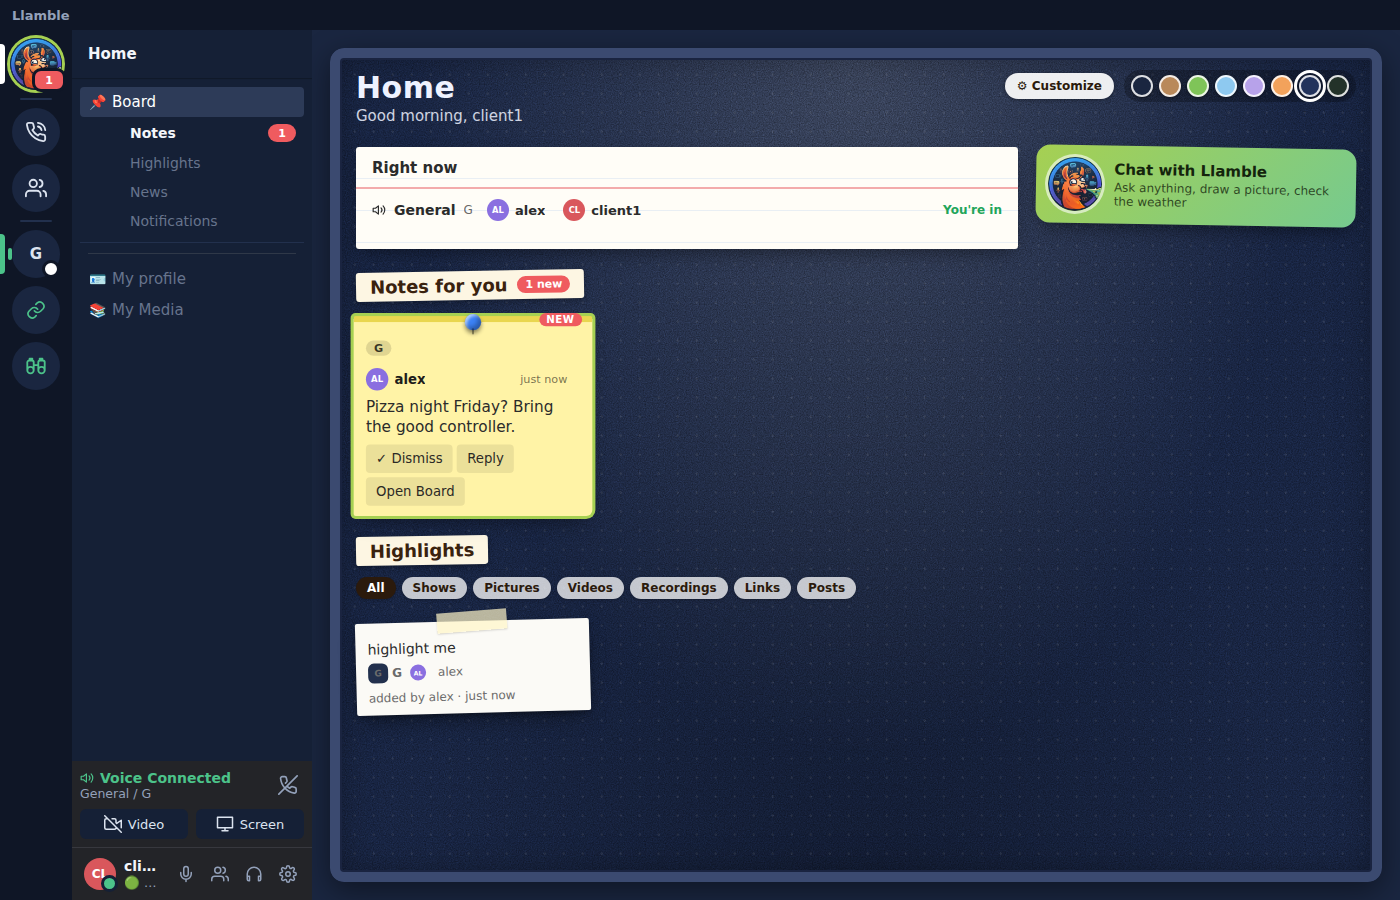 Llamble
1
Home
📌 Board
Notes 1
Highlights
News
Notifications
G
🪪 My profile
📚 My Media
Voice Connected
General / G
Video
Screen
CL
cli...
...
Home
Good morning, client1
⚙ Customize
Right now
General G AL alex CL client1 You're in
Chat with Llamble
Ask anything, draw a picture, check
the weather
Notes for you 1 new
NEW
G
AL alex just now
Pizza night Friday? Bring
the good controller.
✓ Dismiss Reply
Open Board
Highlights
All Shows Pictures Videos Recordings Links Posts
highlight me
G G AL alex
added by alex · just now